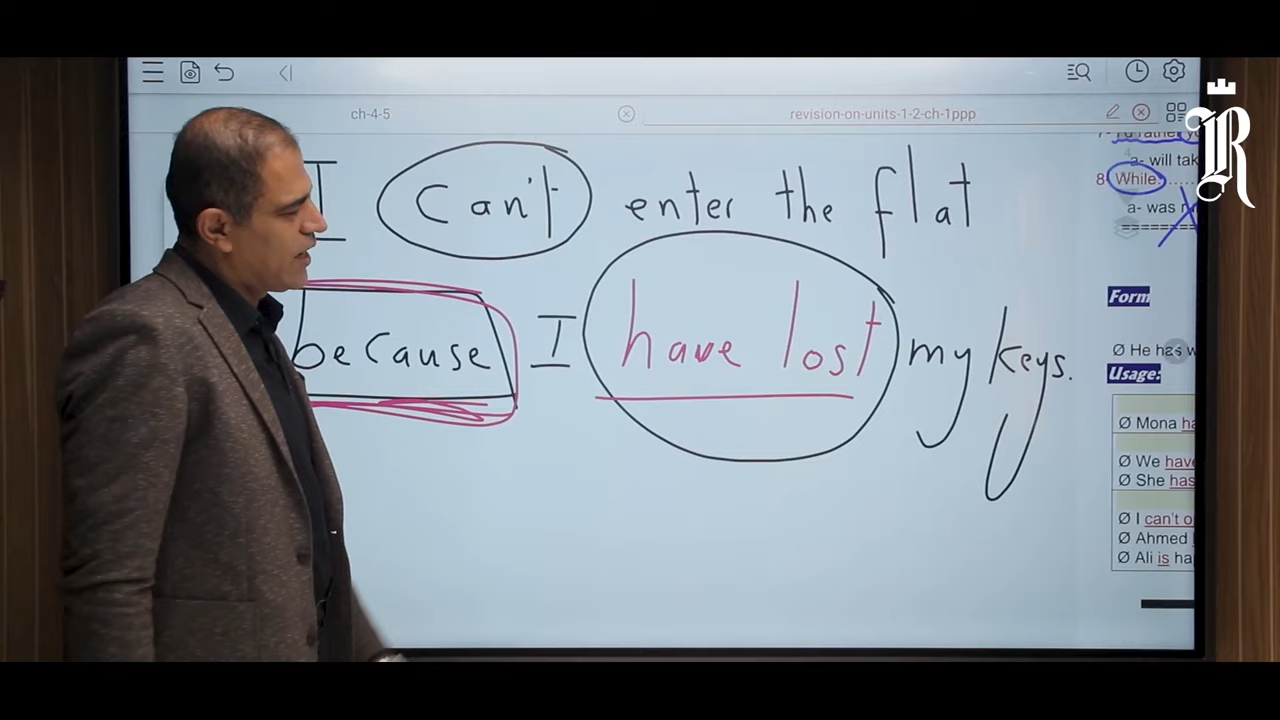 ch-4-5
revision-on-units-1-2-ch-1ppp
R
I can't enter the flat
because I have lost my keys.
a- will tak
8- While.......
a- was
========
Form
Ø He has w
Usage:
Ø Mona ha
Ø We have
Ø She has
Ø I can't o
Ø Ahmed
Ø Ali is ha